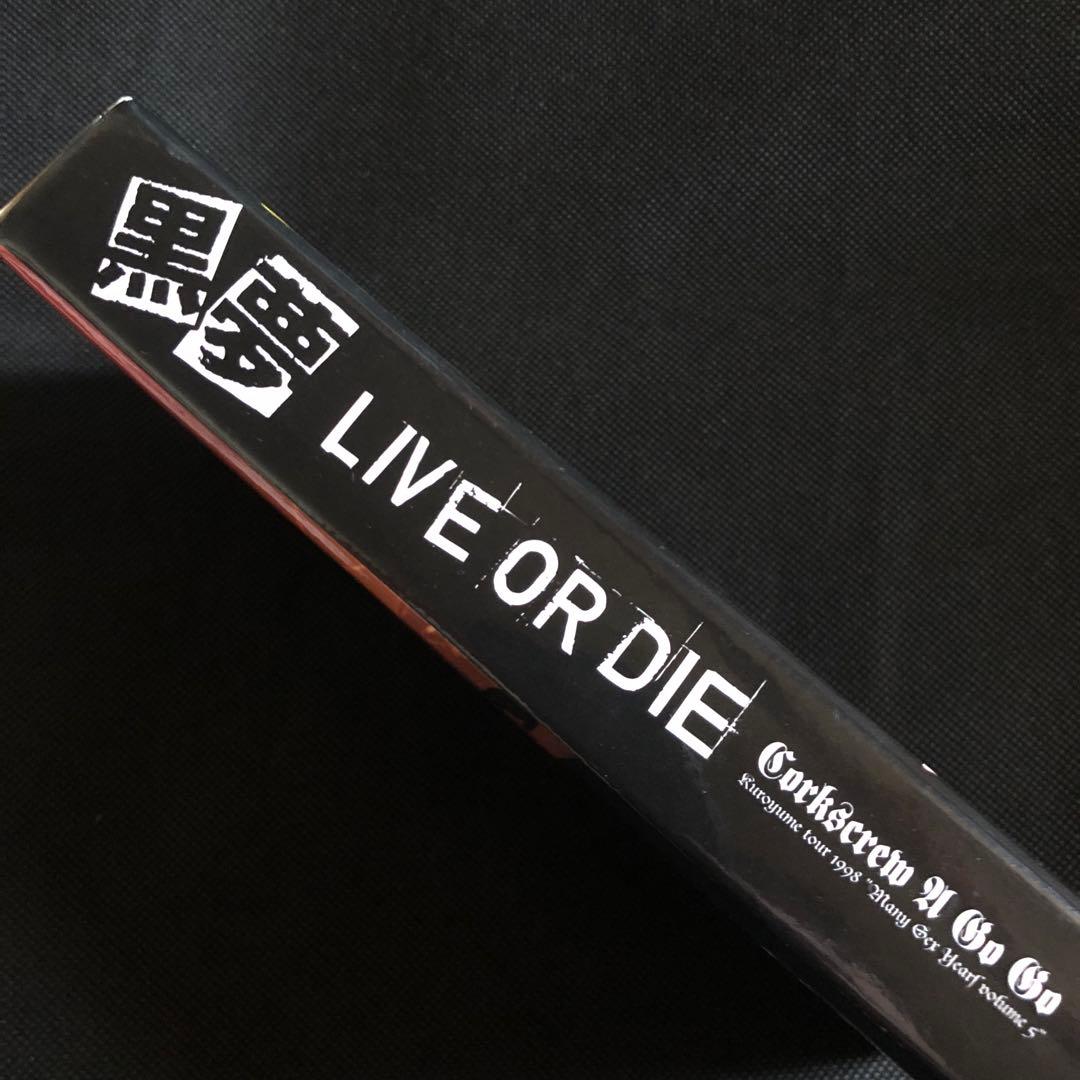 黒夢
LIVE OR DIE
Corkscrew A Go Go
Kuroyume tour 1998 "Many Sex Years volume 5"